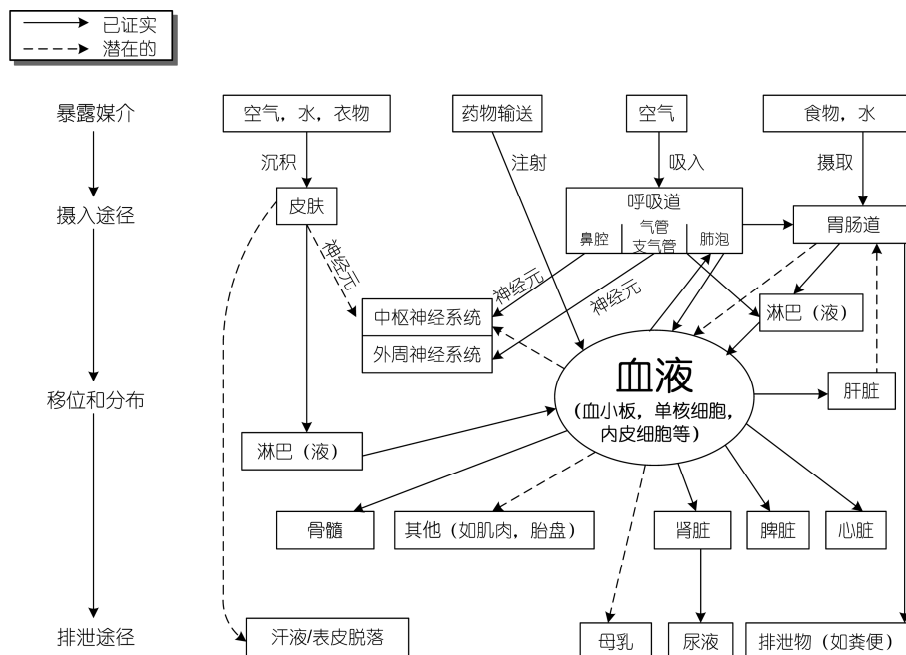 已证实
潜在的
暴露媒介
空气，水，衣物
药物输送
空气
食物，水
沉积
注射
吸入
摄取
摄入途径
皮肤
呼吸道
鼻腔
气管
支气管
肺泡
胃肠道
神经元
神经元
神经元
中枢神经系统
外周神经系统
淋巴（液）
移位和分布
血液
（血小板，单核细胞，
内皮细胞等）
肝脏
淋巴（液）
骨髓
其他（如肌肉，胎盘）
肾脏
脾脏
心脏
排泄途径
汗液/表皮脱落
母乳
尿液
排泄物（如粪便）